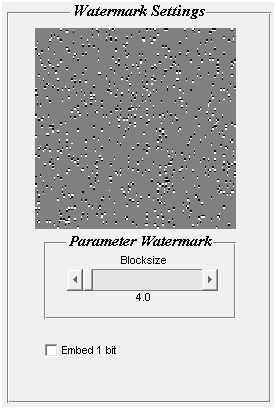 Watermark Settings
Parameter Watermark
Blocksize
4.0
Embed 1 bit